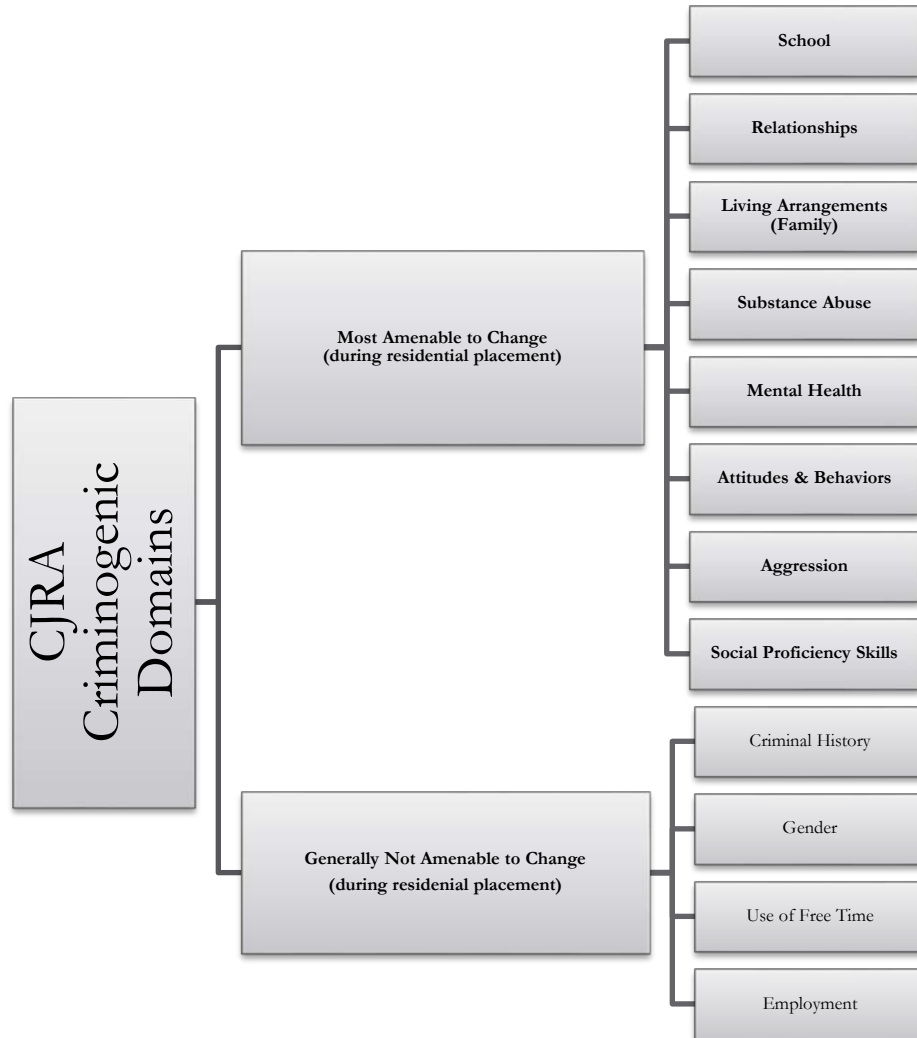 CJRA
Criminogenic
Domains
Most Amenable to Change
(during residential placement)
School
Relationships
Living Arrangements
(Family)
Substance Abuse
Mental Health
Attitudes & Behaviors
Aggression
Social Proficiency Skills
Generally Not Amenable to Change
(during residenial placement)
Criminal History
Gender
Use of Free Time
Employment